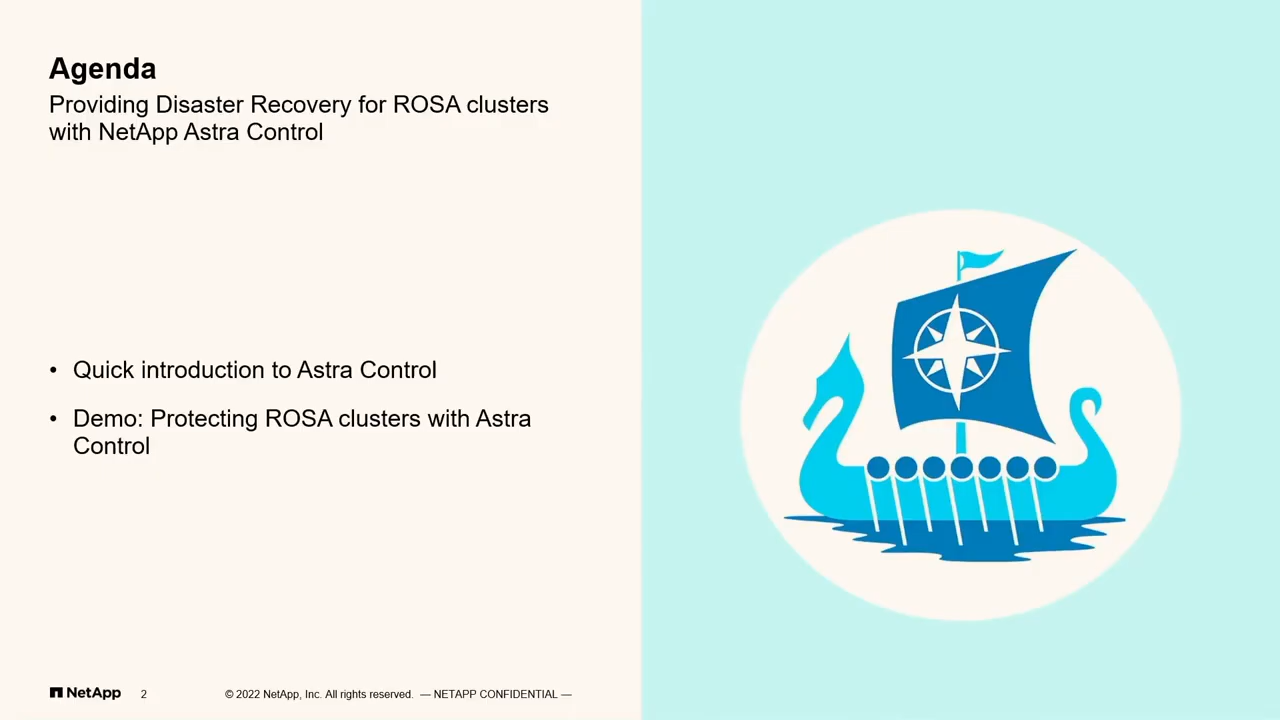 Agenda
Providing Disaster Recovery for ROSA clusters
with NetApp Astra Control
• Quick introduction to Astra Control
• Demo: Protecting ROSA clusters with Astra
Control
NetApp 2 © 2022 NetApp, Inc. All rights reserved. — NETAPP CONFIDENTIAL —